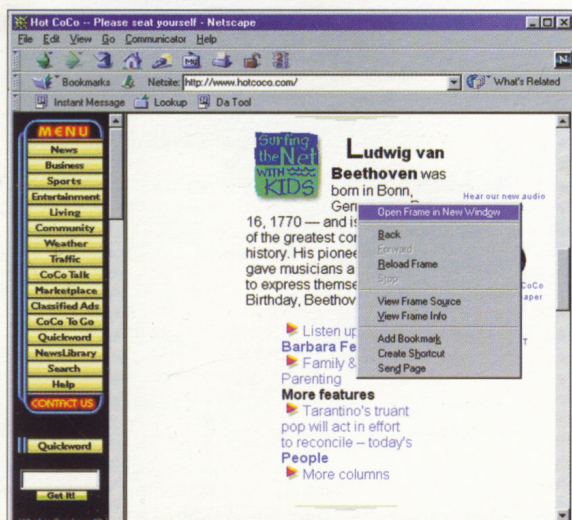 Hot CoCo -- Please seat yourself - Netscape
File Edit View Go Communicator Help
My
N
Bookmarks Netsite: http://www.hotcoco.com/ What's Related
Instant Message Lookup Da Tool
MENU
News
Business
Sports
Entertainment
Living
Community
Weather
Traffic
CoCo Talk
Marketplace
Classified Ads
CoCo To Go
Quickword
NewsLibrary
Search
Help
CONTACT US
Quickword
Get It!
Surfing
the Net
WITH
KIDS
Ludwig van
Beethoven was
born in Bonn,
16, 1770 — and is
of the greatest
history. His
gave musicians a
to express
Birthday,
Listen up
Barbara
Family &
Parenting
More features
Tarantino's truant
pop will act in effort
to reconcile – today's
People
More columns
Hear our new audio
Open Frame in New Window
Back
Forward
Reload Frame
Stop
View Frame Source
View Frame Info
Add Bookmark
Create Shortcut
Send Page